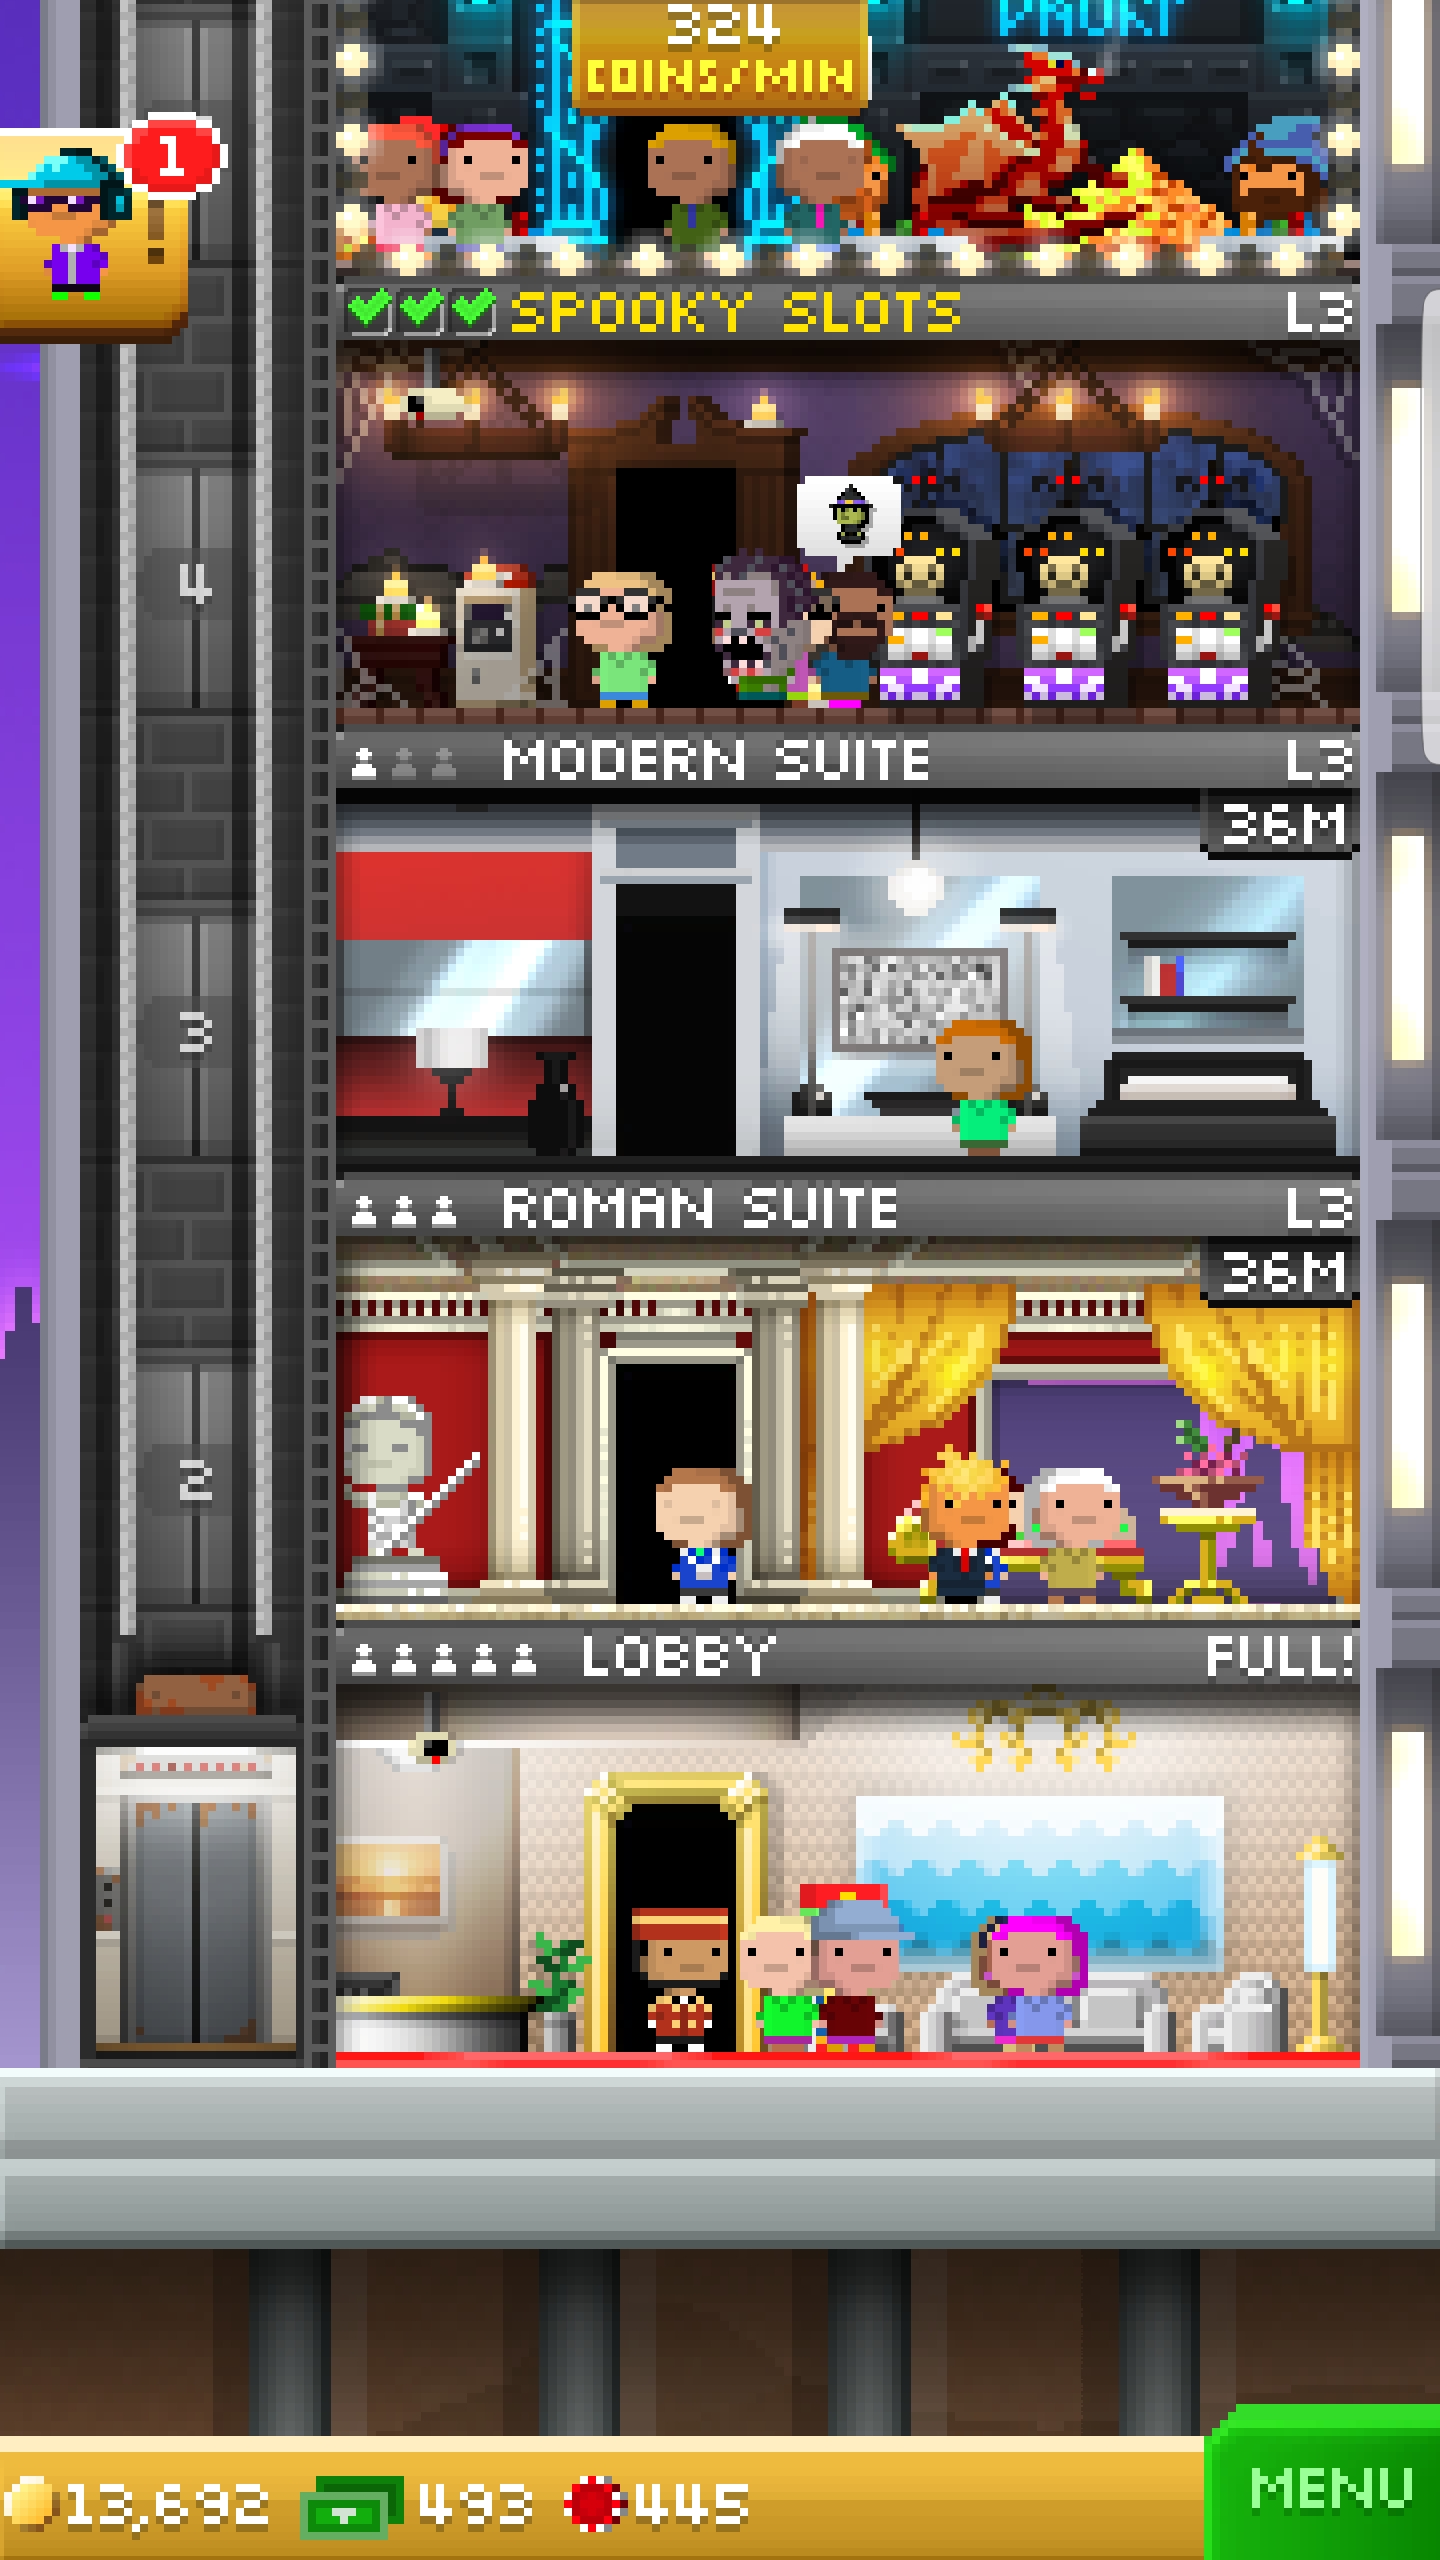 324
COINS/MIN
1
SPOOKY SLOTS L3
4
MODERN SUITE L3
36M
3
ROMAN SUITE L3
36M
2
LOBBY FULL!
13,692 493 445
MENU